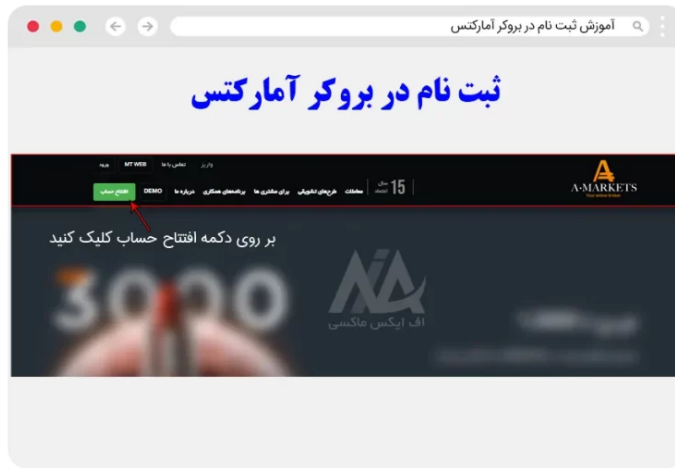 آموزش ثبت نام در بروکر آمارکتس
ثبت نام در بروکر آمارکتس
واریز تماس با ما MT WEB ورود
A·MARKETS
15 سال اعتماد
معاملات طرح‌های تشویقی برای مشتری ها برنامه‌های همکاری درباره ما DEMO افتتاح حساب
بر روی دکمه افتتاح حساب کلیک کنید
3000
اف ایکس ماکسی